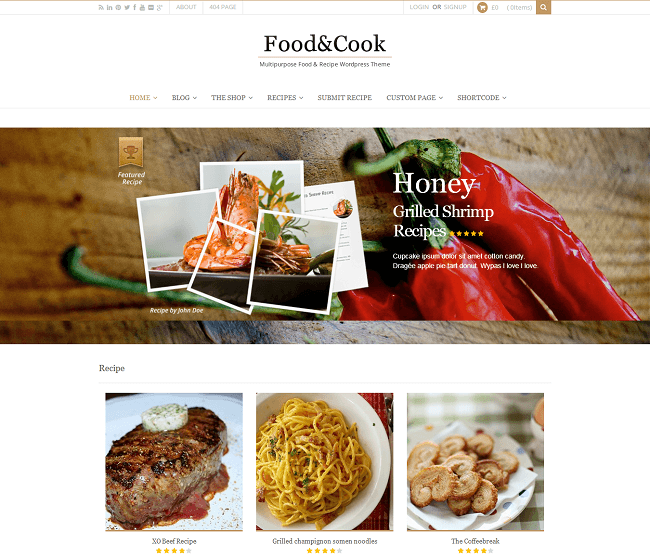 ABOUT
404 PAGE
LOGIN OR SIGNUP
£0 ( 0items)
Food&Cook
Multipurpose Food & Recipe Wordpress Theme
HOME
BLOG
THE SHOP
RECIPES
SUBMIT RECIPE
CUSTOM PAGE
SHORTCODE
Featured
Recipe
Honey
Grilled Shrimp
Recipes
Cupcake ipsum dolor sit amet cotton candy.
Dragée apple pie tart donut. Wypas I love I love.
Recipe by John Doe
Recipe
XO Beef Recipe
Grilled champignon somen noodles
The Coffeebreak